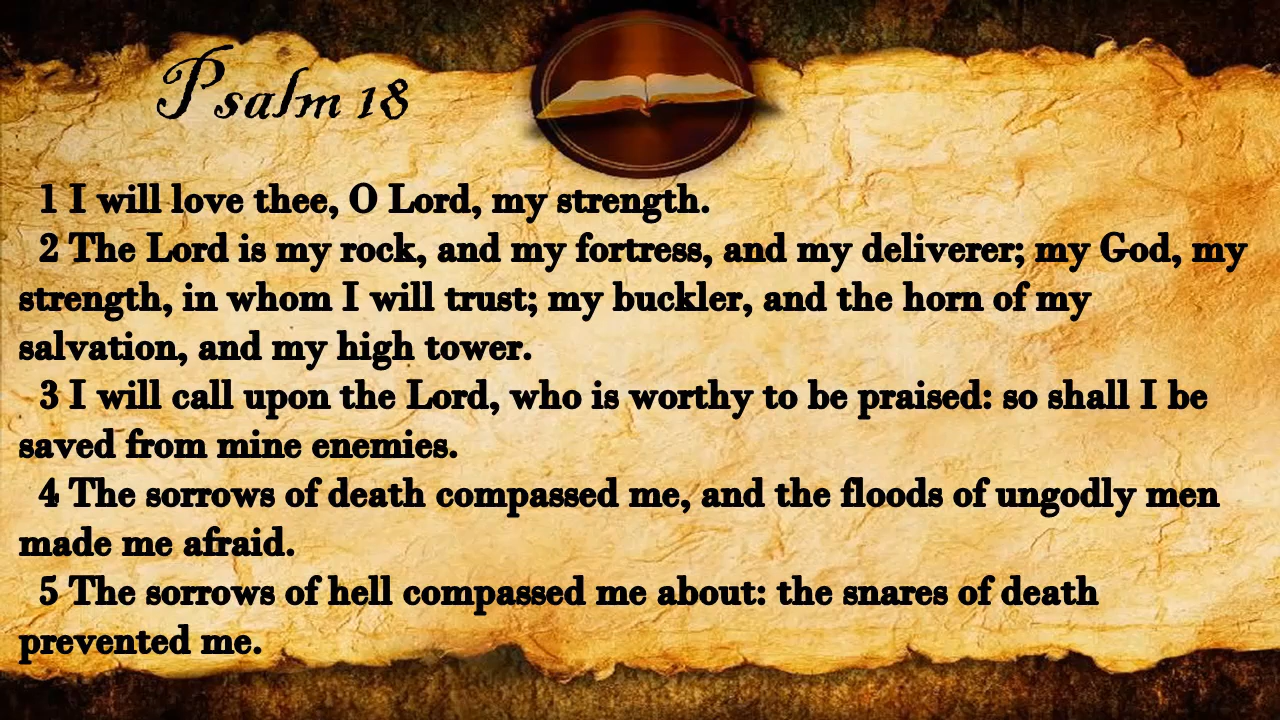 Psalm 18
1 I will love thee, O Lord, my strength.
2 The Lord is my rock, and my fortress, and my deliverer; my God, my
strength, in whom I will trust; my buckler, and the horn of my
salvation, and my high tower.
3 I will call upon the Lord, who is worthy to be praised: so shall I be
saved from mine enemies.
4 The sorrows of death compassed me, and the floods of ungodly men
made me afraid.
5 The sorrows of hell compassed me about: the snares of death
prevented me.